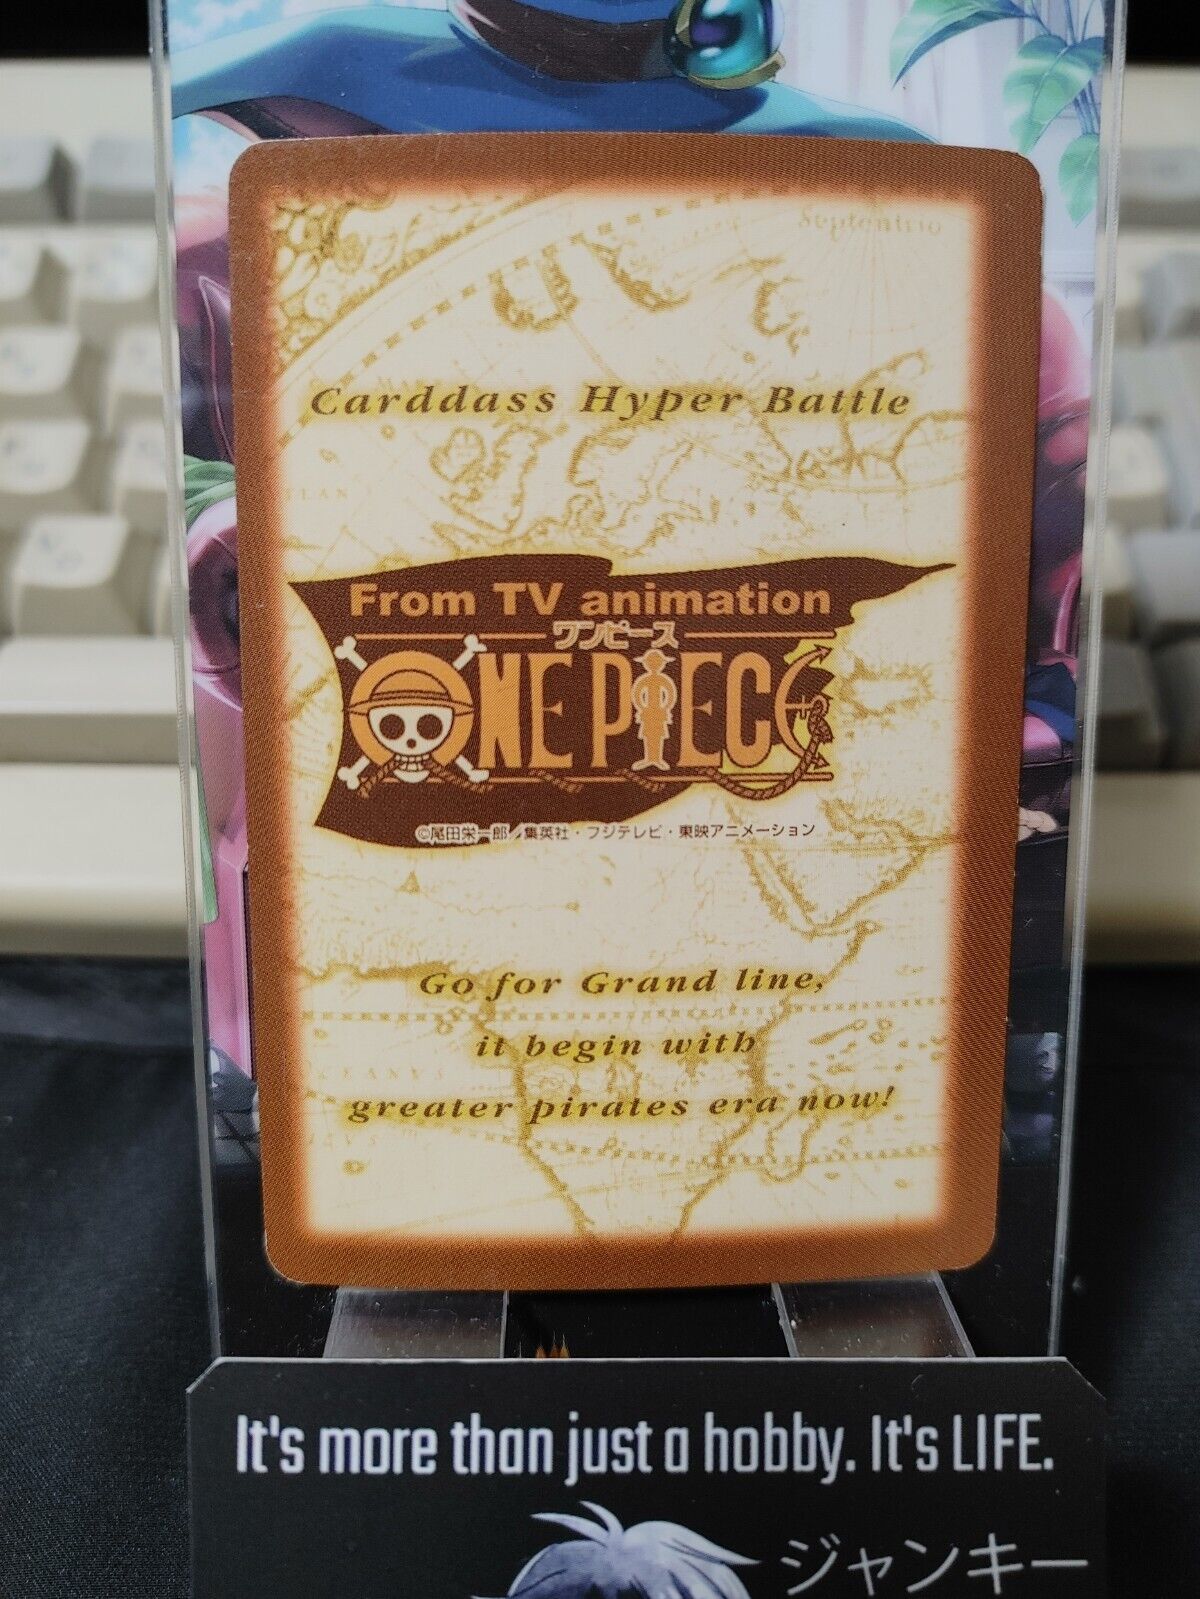 Septentrio
Carddass Hyper Battle
From TV animation
ワンピース
ONE PIECE
©尾田栄一郎／集英社・フジテレビ・東映アニメーション
Go for Grand line,
it begin with
greater pirates era now!
It's more than just a hobby. It's LIFE.
ジャンキー